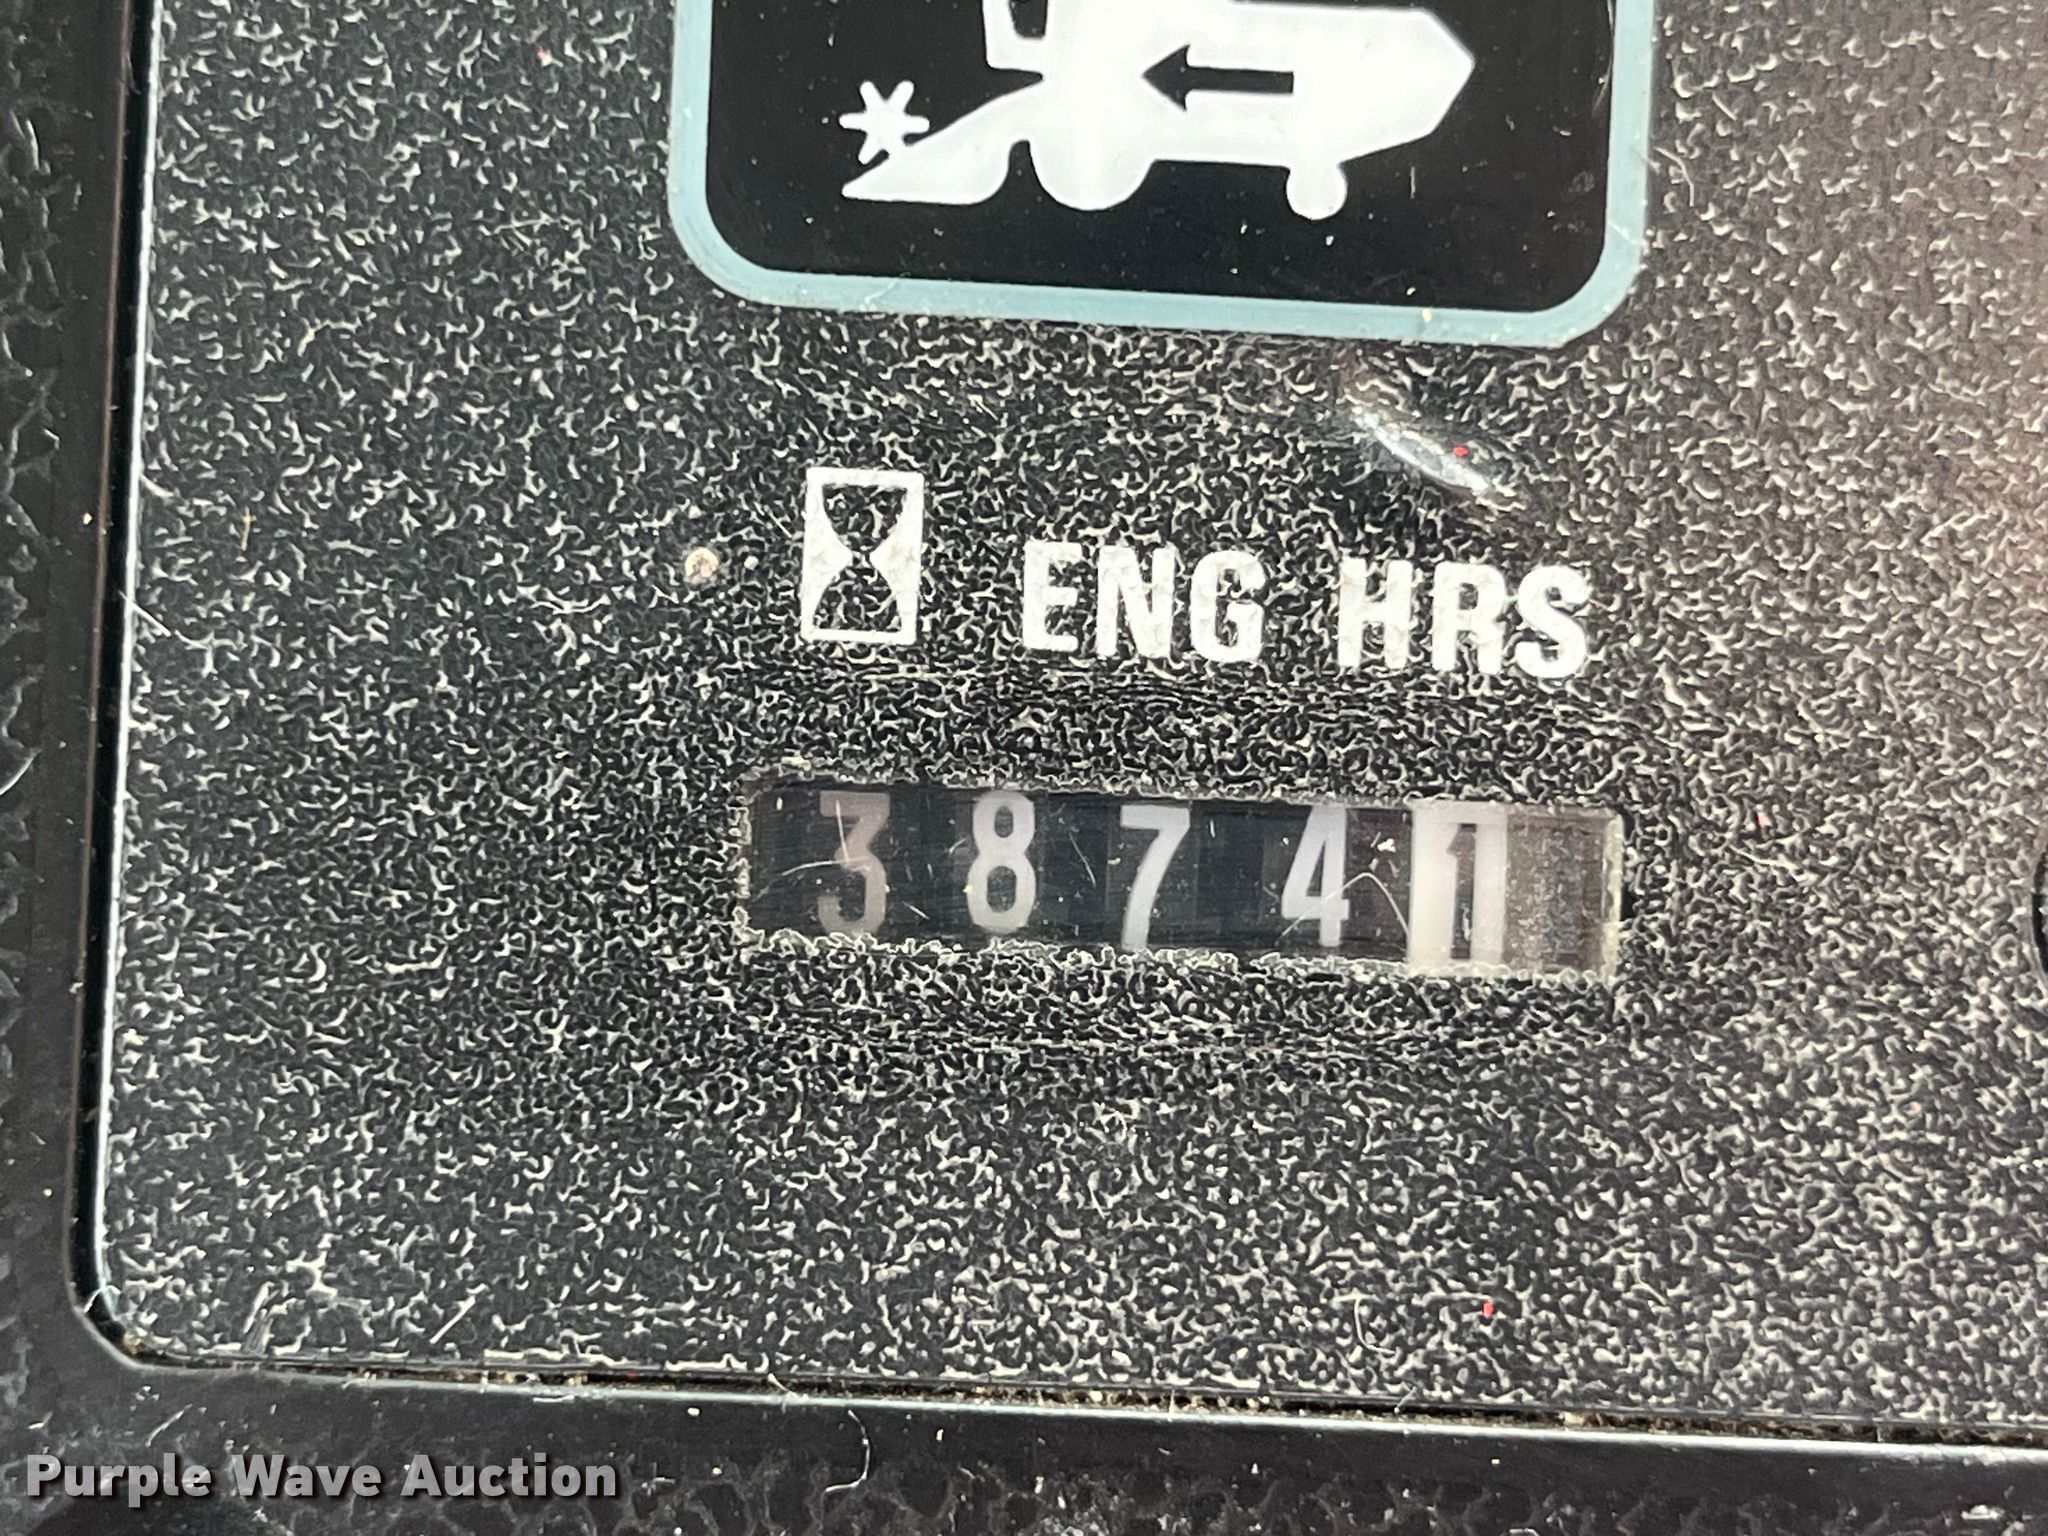 ENG HRS
38741
Purple Wave Auction